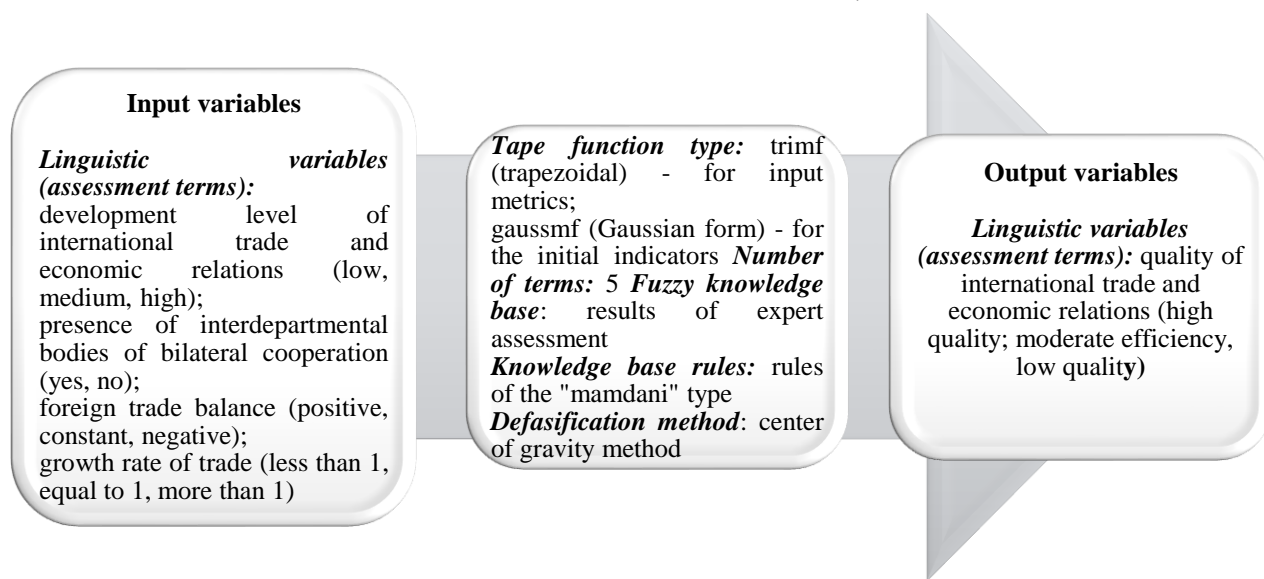 Input variables
Linguistic variables
(assessment terms):
development level of
international trade and
economic relations (low,
medium, high);
presence of interdepartmental
bodies of bilateral cooperation
(yes, no);
foreign trade balance (positive,
constant, negative);
growth rate of trade (less than 1,
equal to 1, more than 1)
Tape function type: trimf
(trapezoidal) - for input
metrics;
gaussmf (Gaussian form) - for
the initial indicators Number
of terms: 5 Fuzzy knowledge
base: results of expert
assessment
Knowledge base rules: rules
of the "mamdani" type
Defasification method: center
of gravity method
Output variables
Linguistic variables
(assessment terms): quality of
international trade and
economic relations (high
quality; moderate efficiency,
low quality)